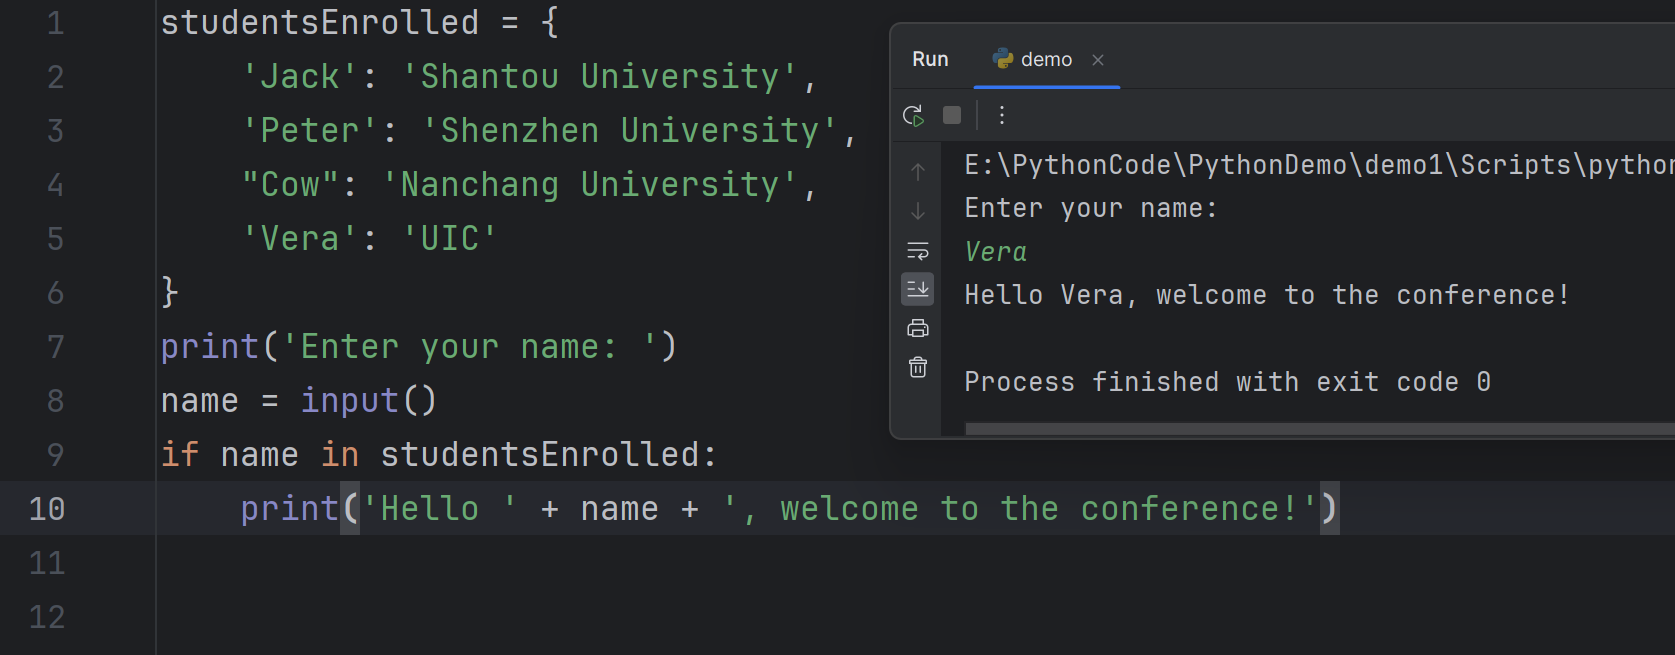 1 studentsEnrolled = {
2 'Jack': 'Shantou University',
3 'Peter': 'Shenzhen University',
4 "Cow": 'Nanchang University',
5 'Vera': 'UIC'
6 }
7 print('Enter your name: ')
8 name = input()
9 if name in studentsEnrolled:
10 print('Hello ' + name + ', welcome to the conference!')
11
12
Run demo
E:\PythonCode\PythonDemo\demo1\Scripts\python
Enter your name:
Vera
Hello Vera, welcome to the conference!
Process finished with exit code 0